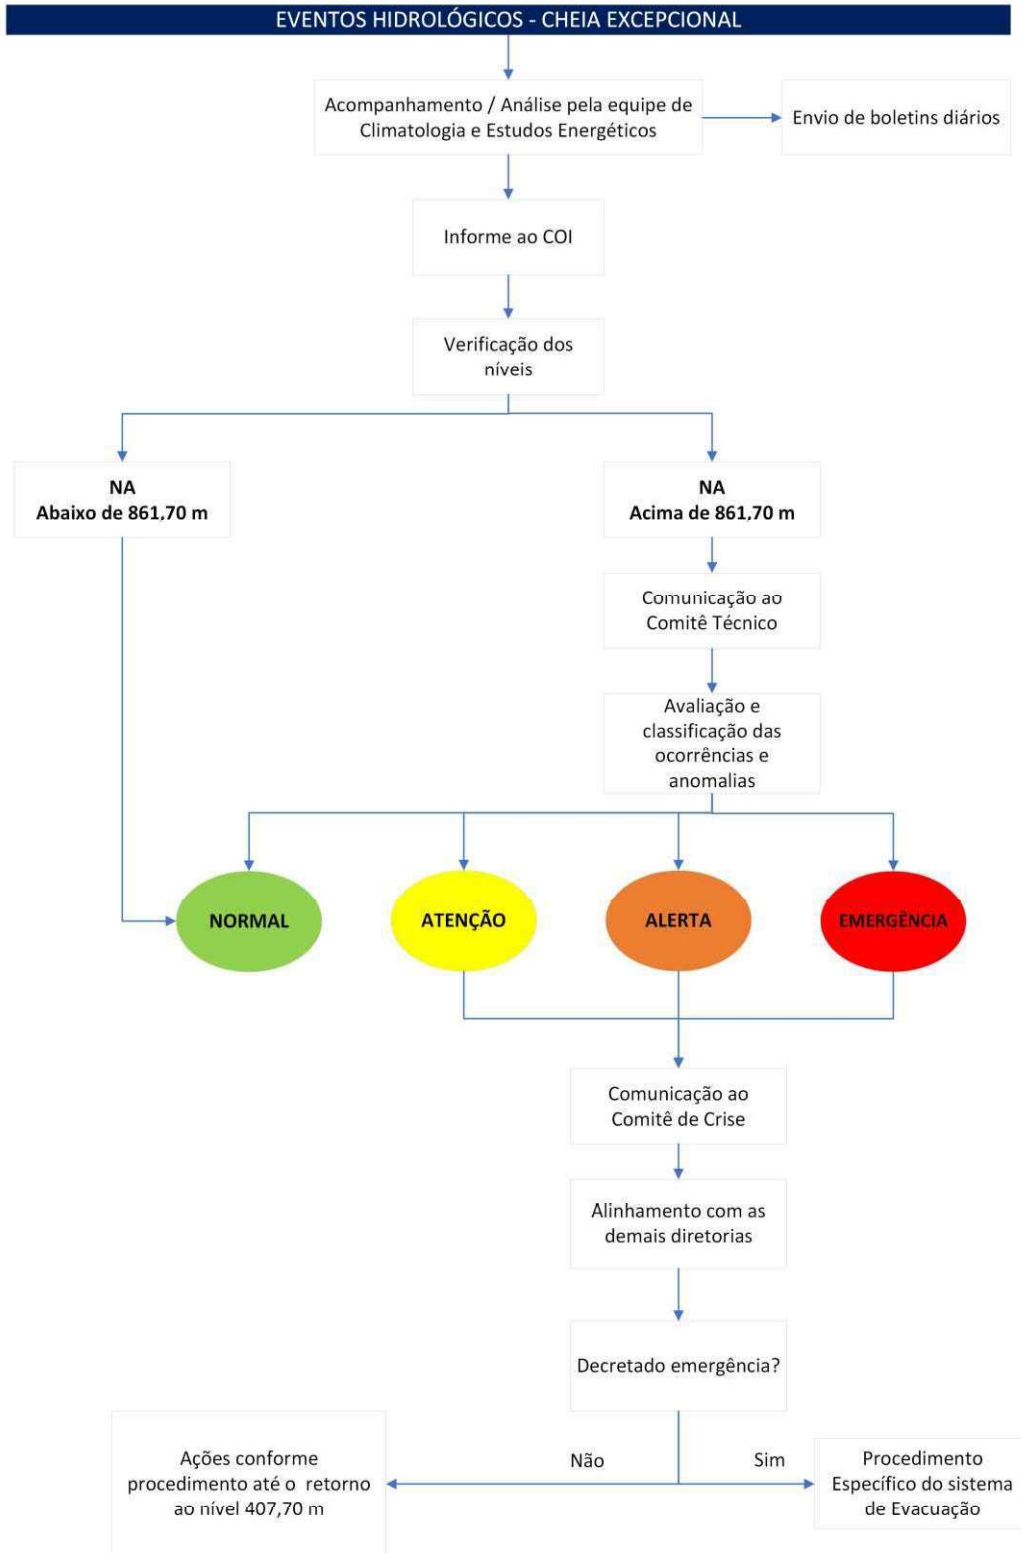 EVENTOS HIDROLÓGICOS - CHEIA EXCEPCIONAL
Acompanhamento / Análise pela equipe de
Climatologia e Estudos Energéticos
Envio de boletins diários
Informe ao COI
Verificação dos
níveis
NA
Abaixo de 861,70 m
NA
Acima de 861,70 m
Comunicação ao
Comitê Técnico
Avaliação e
classificação das
ocorrências e
anomalias
NORMAL
ATENÇÃO
ALERTA
EMERGÊNCIA
Comunicação ao
Comitê de Crise
Alinhamento com as
demais diretorias
Decretado emergência?
Não
Sim
Ações conforme
procedimento até o retorno
ao nível 407,70 m
Procedimento
Específico do sistema
de Evacuação